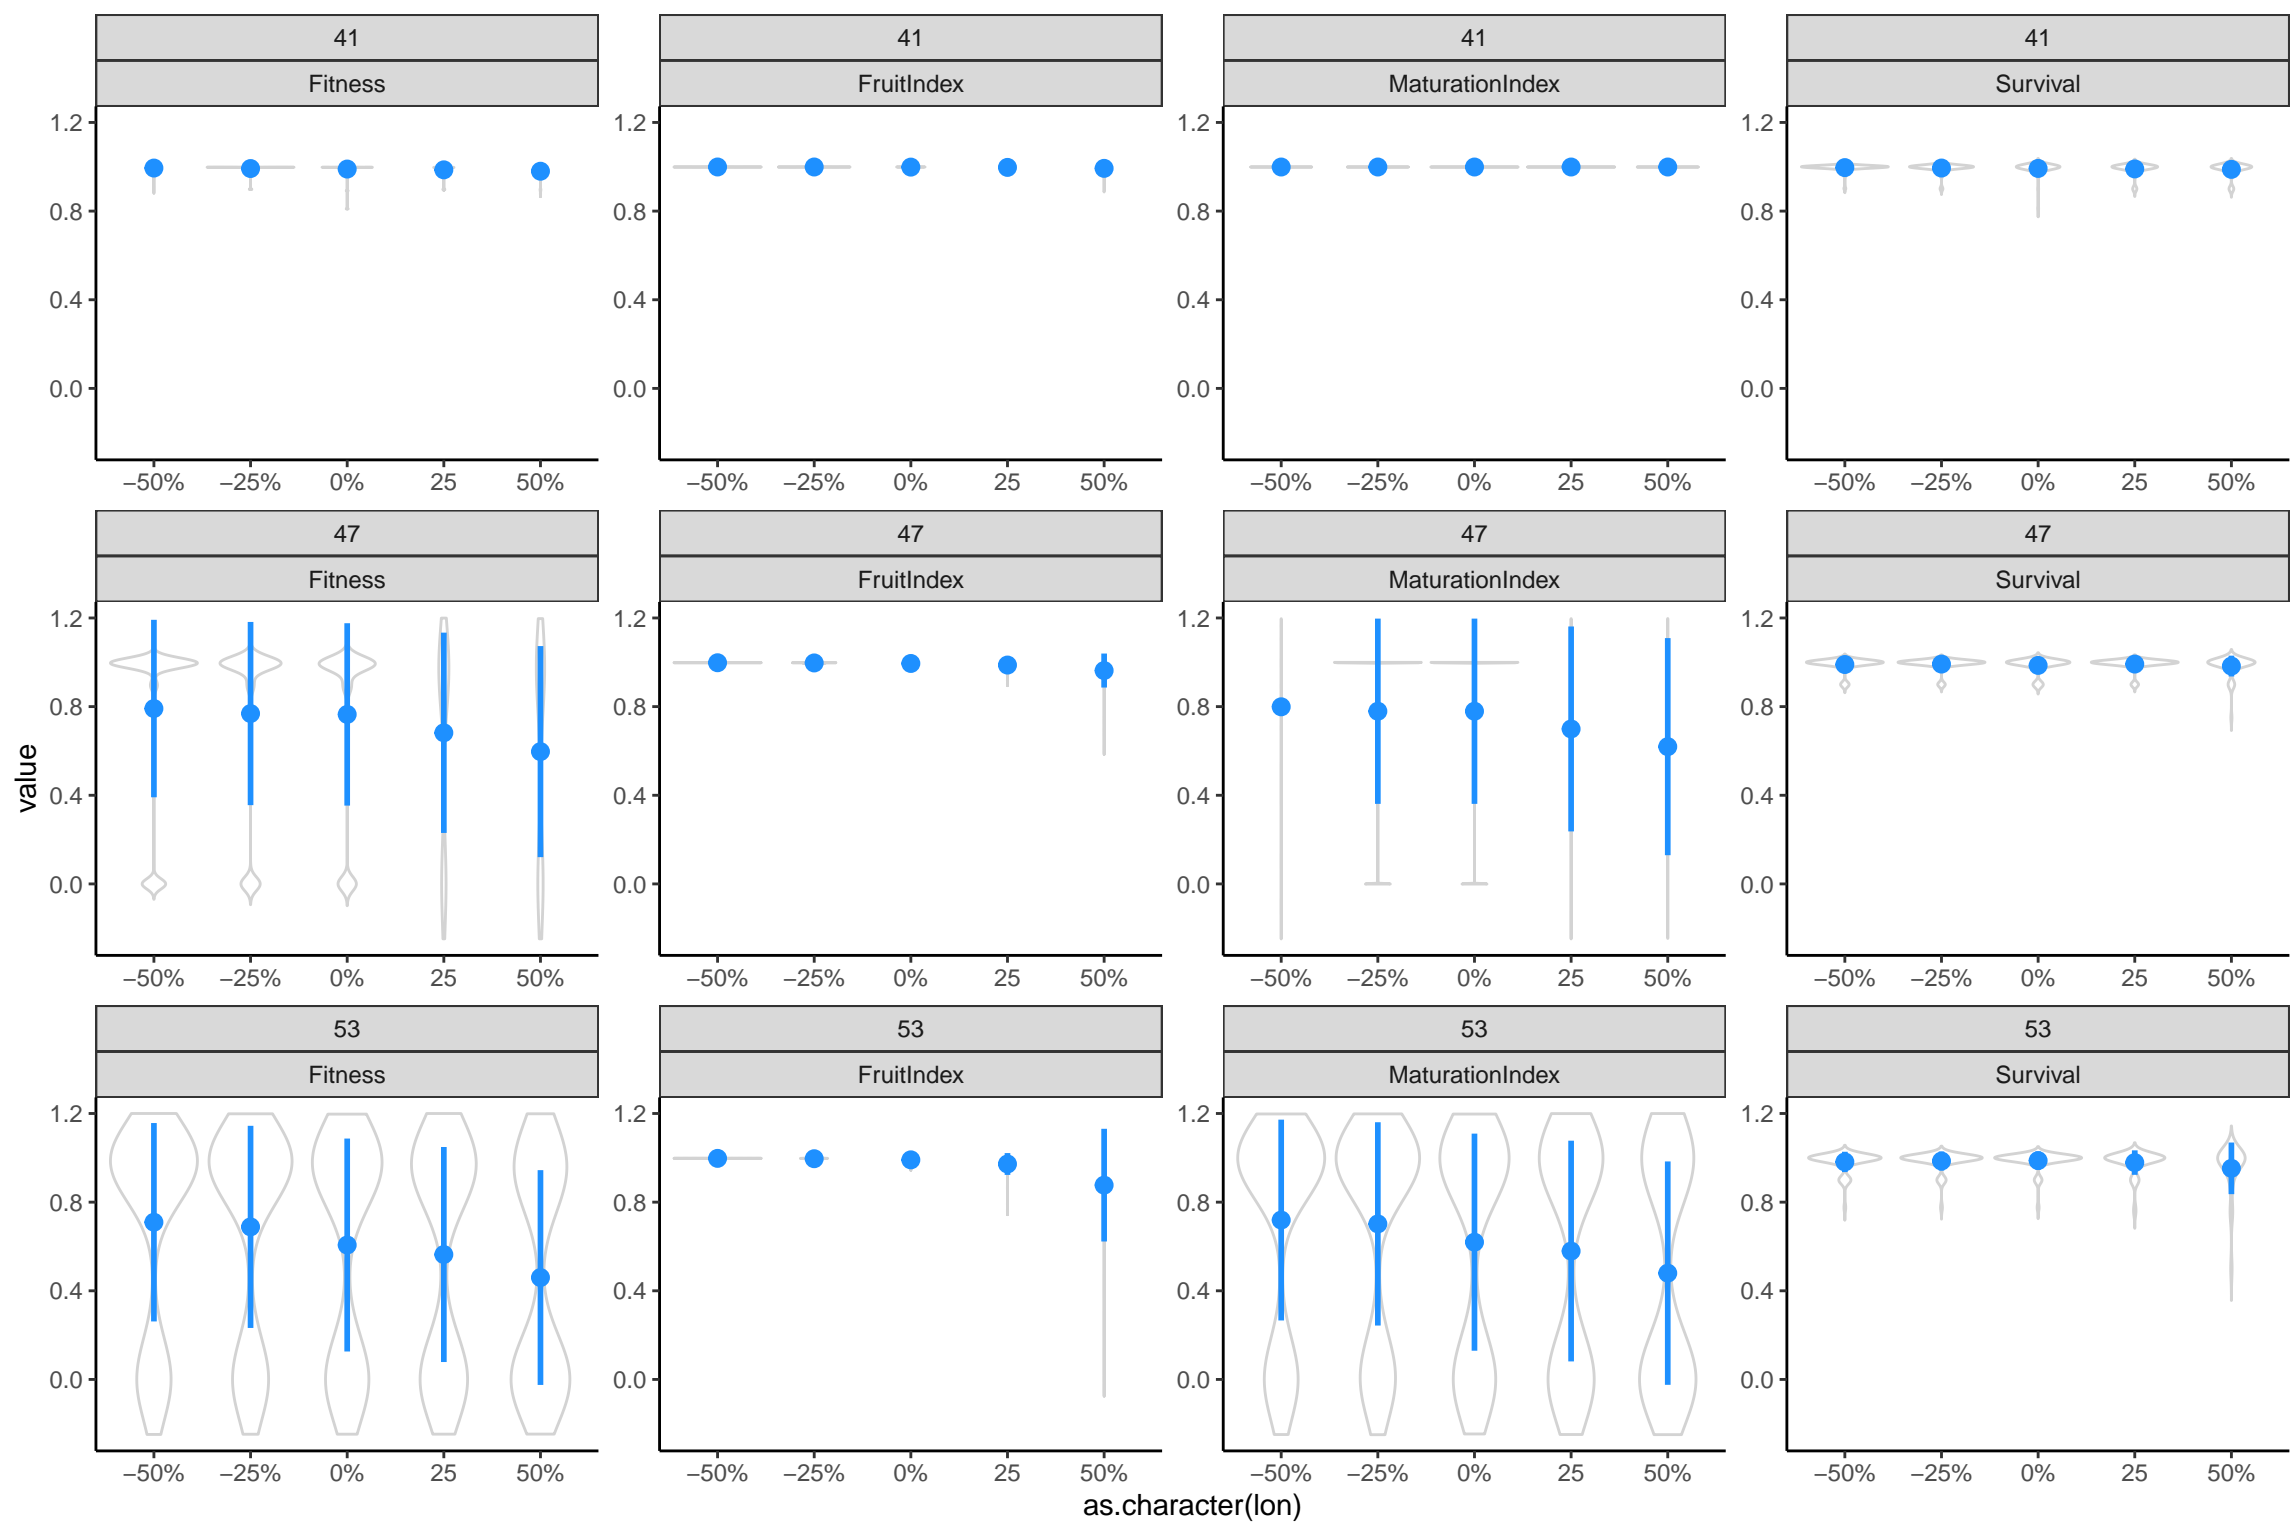 41 41 41 41
Fitness FruitIndex MaturationIndex Survival
1.2 1.2 1.2 1.2
0.8 0.8 0.8 0.8
0.4 0.4 0.4 0.4
0.0 0.0 0.0 0.0
−50% −25% 0% 25 50% −50% −25% 0% 25 50% −50% −25% 0% 25 50% −50% −25% 0% 25 50%
47 47 47 47
Fitness FruitIndex MaturationIndex Survival
1.2 1.2 1.2 1.2
0.8 0.8 0.8 0.8
value
0.4 0.4 0.4 0.4
0.0 0.0 0.0 0.0
−50% −25% 0% 25 50% −50% −25% 0% 25 50% −50% −25% 0% 25 50% −50% −25% 0% 25 50%
53 53 53 53
Fitness FruitIndex MaturationIndex Survival
1.2 1.2 1.2 1.2
0.8 0.8 0.8 0.8
0.4 0.4 0.4 0.4
0.0 0.0 0.0 0.0
−50% −25% 0% 25 50% −50% −25% 0% 25 50% −50% −25% 0% 25 50% −50% −25% 0% 25 50%
as.character(lon)